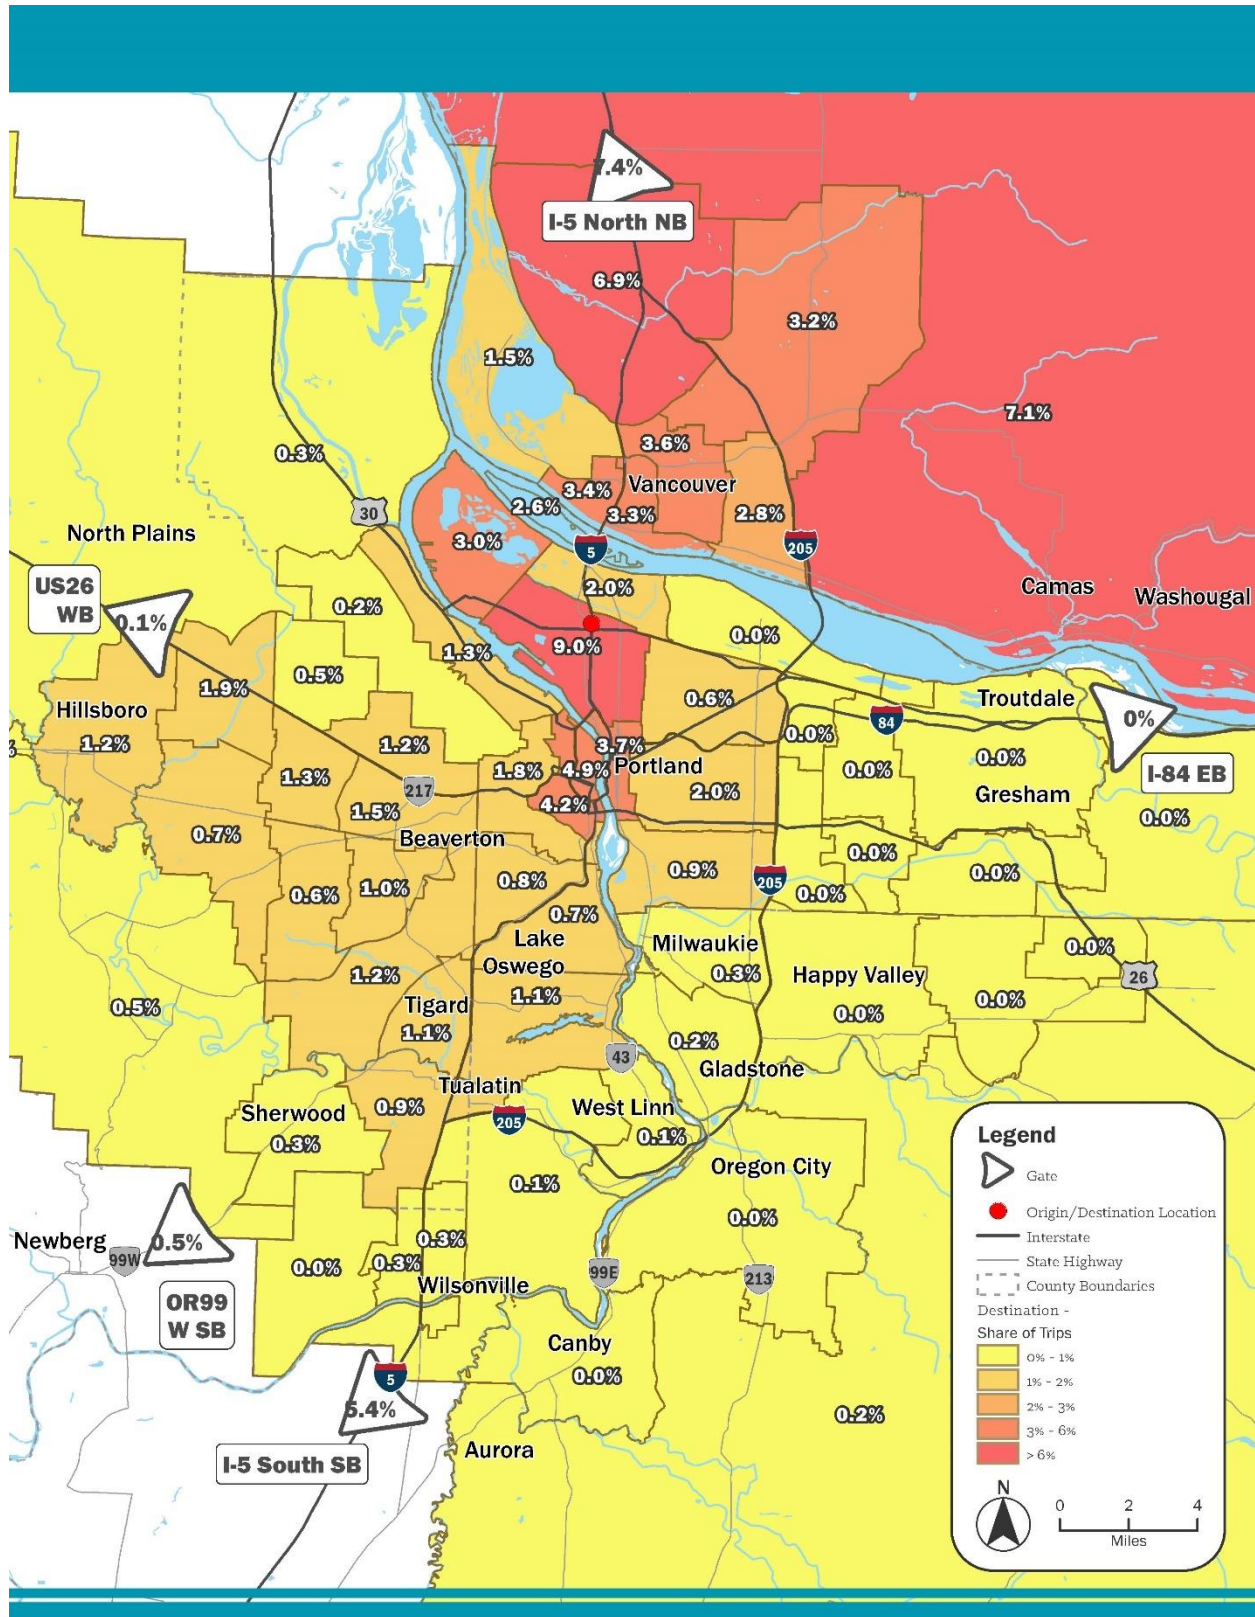 7.4%
I-5 North NB
6.9%
3.2%
1.5%
7.1%
0.3%
3.6%
Vancouver
3.4%
2.6%
3.3%
2.8%
30
North Plains
3.0%
5
205
US26
WB
0.1%
2.0%
Camas
Washougal
0.2%
0.0%
9.0%
1.3%
0.5%
1.9%
0.6%
Troutdale
Hillsboro
0%
84
1.2%
1.2%
3.7%
0.0%
0.0%
I-84 EB
1.3%
1.8%
4.9%
Portland
0.0%
217
1.5%
4.2%
2.0%
Gresham
0.0%
0.7%
Beaverton
0.0%
0.6%
1.0%
0.8%
0.9%
205
0.0%
0.0%
0.7%
Lake
Oswego
Milwaukie
0.0%
1.2%
0.3%
Happy Valley
26
0.5%
Tigard
1.1%
0.0%
0.0%
1.1%
43
0.2%
Gladstone
Tualatin
Sherwood
0.9%
205
West Linn
0.3%
0.1%
Oregon City
0.1%
0.0%
Newberg
99W
0.5%
0.0%
0.3%
0.3%
99E
213
OR99
W SB
Wilsonville
Canby
0.0%
5
5.4%
0.2%
I-5 South SB
Aurora
Legend
Gate
Origin/Destination Location
Interstate
State Highway
County Boundaries
Destination -
Share of Trips
0% - 1%
1% - 2%
2% - 3%
3% - 6%
> 6%
N
0 2 4
Miles